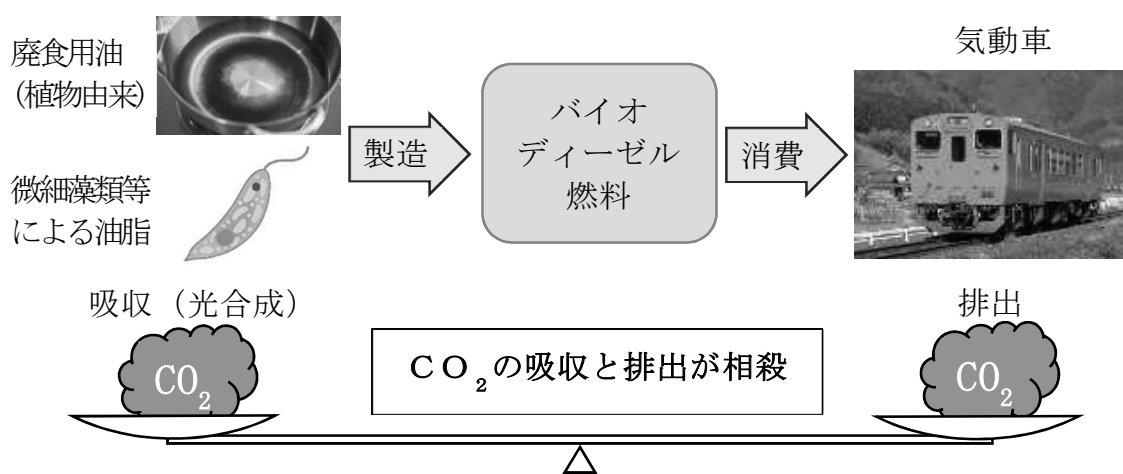 廃食用油
(植物由来)
微細藻類等
による油脂
製造
バイオ
ディーゼル
燃料
消費
気動車
吸収（光合成）
排出
CO₂
CO₂の吸収と排出が相殺
CO₂